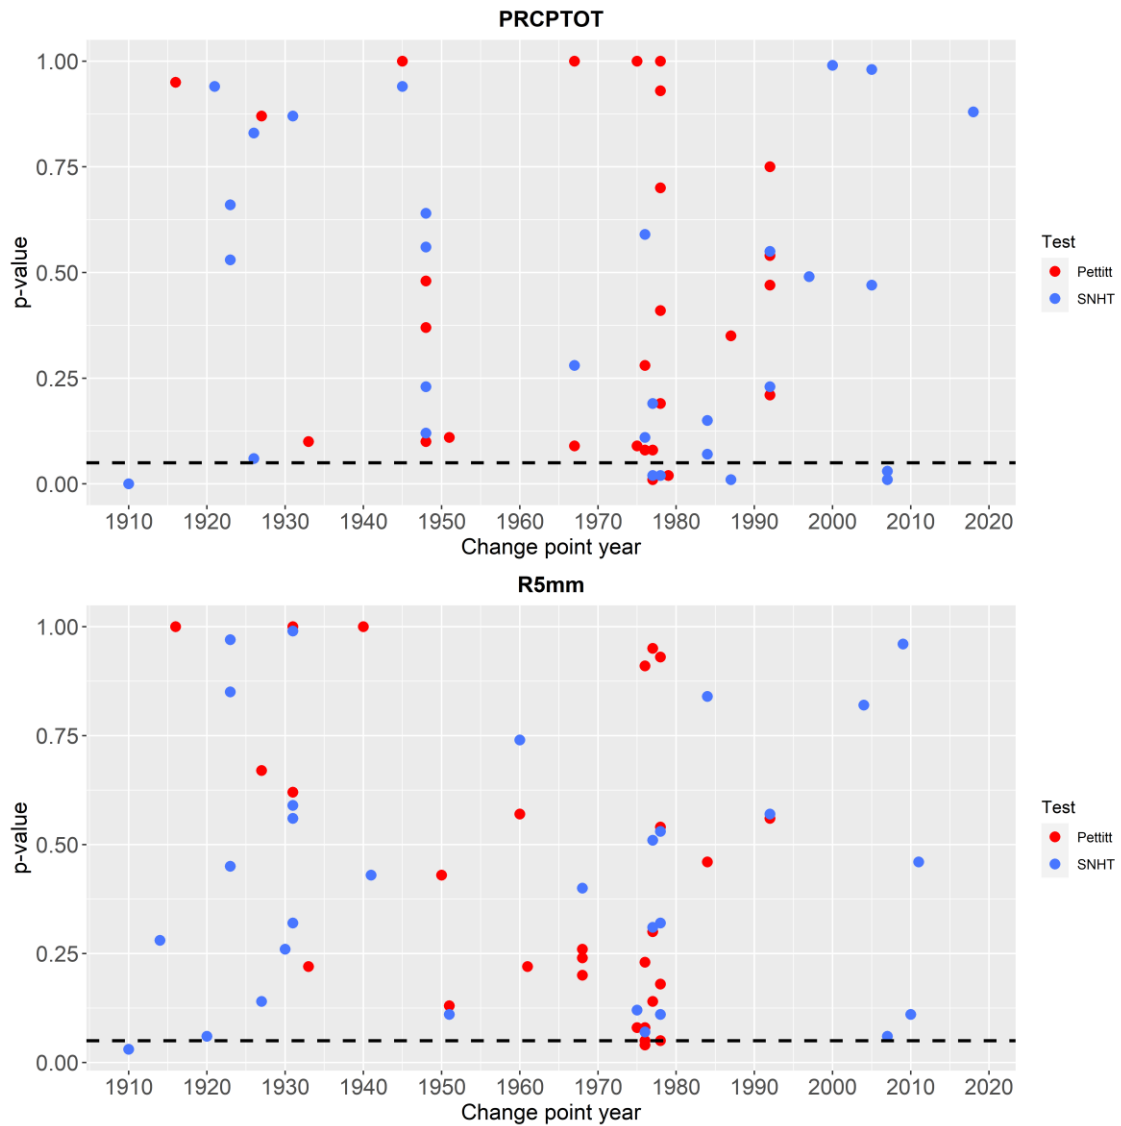 PRCPTOT
1.00
0.75
0.50
0.25
0.00
p-value
1910 1920 1930 1940 1950 1960 1970 1980 1990 2000 2010 2020
Change point year
Test
Pettitt
SNHT
R5mm
1.00
0.75
0.50
0.25
0.00
p-value
1910 1920 1930 1940 1950 1960 1970 1980 1990 2000 2010 2020
Change point year
Test
Pettitt
SNHT